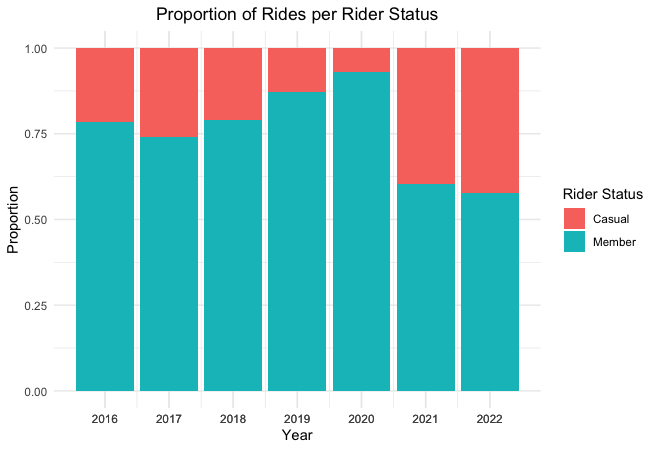 Proportion of Rides per Rider Status
1.00
0.75
0.50
0.25
0.00
Proportion
2016 2017 2018 2019 2020 2021 2022
Year
Rider Status
Casual
Member